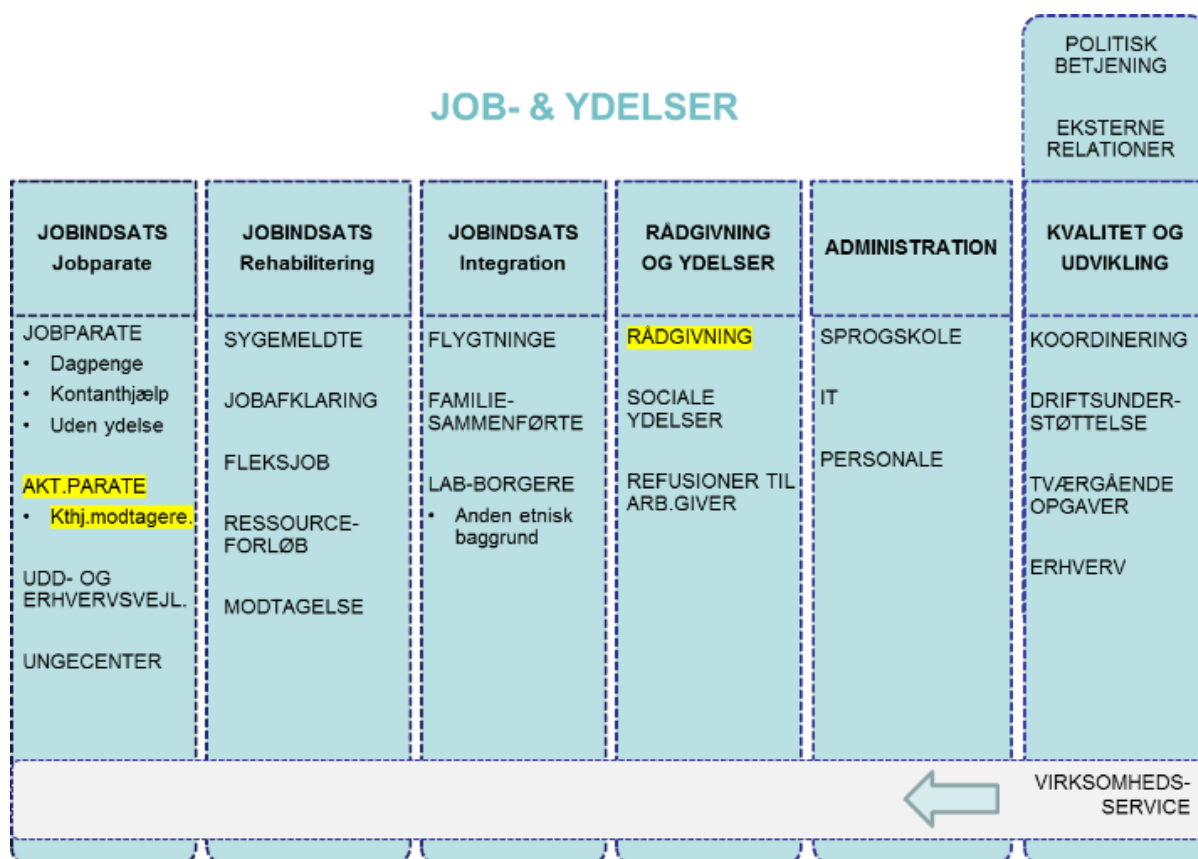 POLITISK
BETJENING
EKSTERNE
RELATIONER
JOB- & YDELSER
JOBINDSATS
Jobparate
JOBPARATE
• Dagpenge
• Kontanthjælp
• Uden ydelse
AKT.PARATE
• Kthj.modtagere.
UDD- OG
ERHVERVSVEJL.
UNGECENTER
JOBINDSATS
Rehabilitering
SYGEMELDTE
JOBAFKLARING
FLEKSJOB
RESSOURCE-
FORLØB
MODTAGELSE
JOBINDSATS
Integration
FLYGTNINGE
FAMILIE-
SAMMENFØRTE
LAB-BORGERE
• Anden etnisk
baggrund
RÅDGIVNING
OG YDELSER
RÅDGIVNING
SOCIALE
YDELSER
REFUSIONER TIL
ARB.GIVER
ADMINISTRATION
SPROGSKOLE
IT
PERSONALE
KVALITET OG
UDVIKLING
KOORDINERING
DRIFTSUNDER-
STØTTELSE
TVÆRGÅENDE
OPGAVER
ERHVERV
VIRKSOMHEDS-
SERVICE